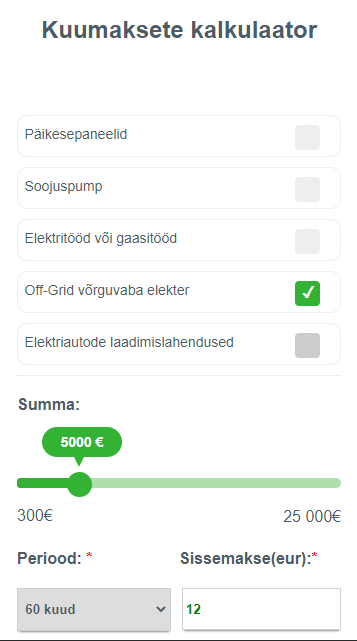 Kuumaksete kalkulaator
Päikesepaneelid
Soojuspump
Elektritööd või gaasitööd
Off-Grid võrguvaba elekter
Elektriautode laadimislahendused
Summa:
5000 €
300€ 25 000€
Periood: * Sissemakse(eur):*
60 kuud 12